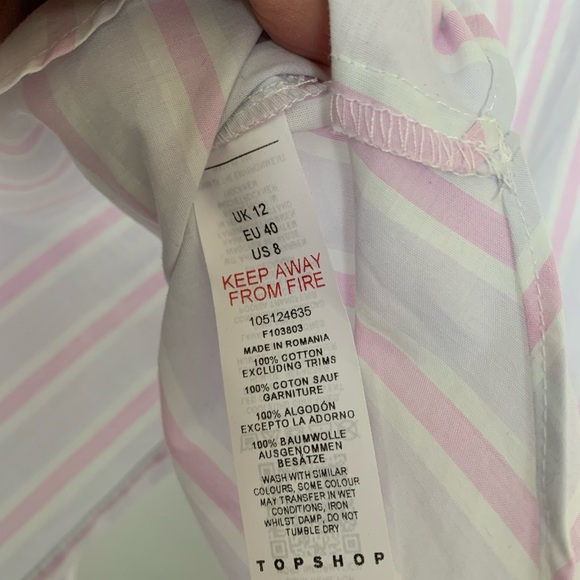 UK 12
EU 40
US 8
KEEP AWAY
FROM FIRE
105124635
F103803
MADE IN ROMANIA
100% COTTON
EXCLUDING TRIMS
100% COTON SAUF
GARNITURE
100% ALGODÓN
EXCEPTO LA ADORNO
100% BAUMWOLLE
AUSGENOMMEN
BESÄTZE
WASH WITH SIMILAR
COLOURS, SOME COLOUR
MAY TRANSFER IN WET
CONDITIONS, IRON
WHILST DAMP, DO NOT
TUMBLE DRY
TOPSHOP